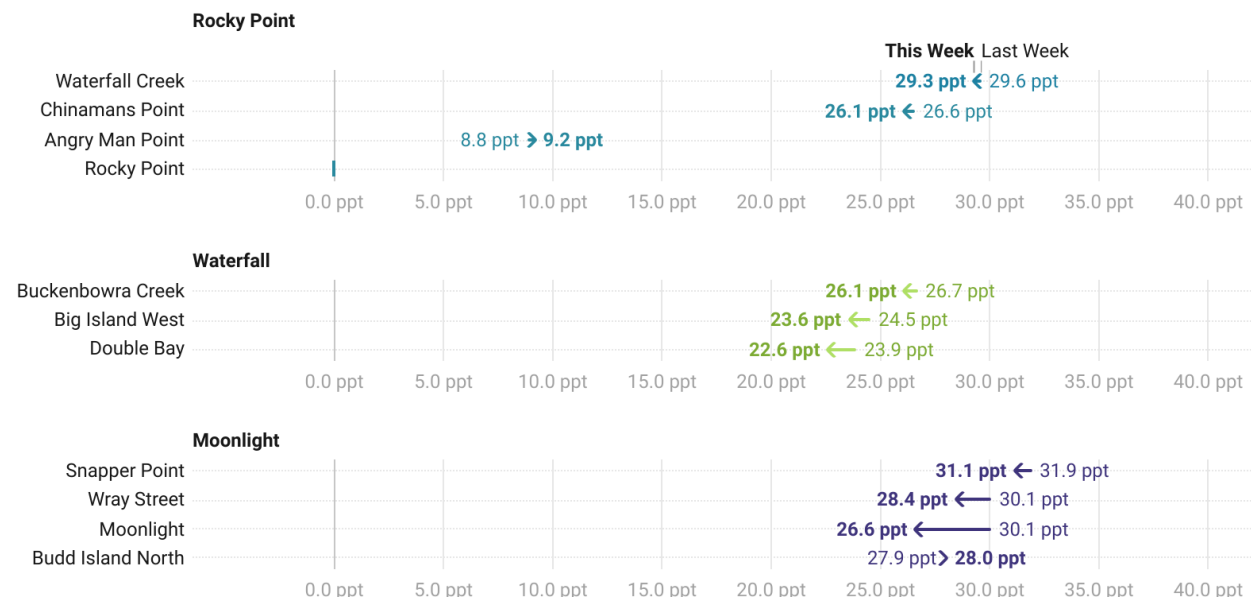 Rocky Point
This Week Last Week
Waterfall Creek 29.3 ppt 29.6 ppt
Chinamans Point 26.1 ppt 26.6 ppt
Angry Man Point 8.8 ppt 9.2 ppt
Rocky Point
0.0 ppt 5.0 ppt 10.0 ppt 15.0 ppt 20.0 ppt 25.0 ppt 30.0 ppt 35.0 ppt 40.0 ppt
Waterfall
Buckenbowra Creek 26.1 ppt 26.7 ppt
Big Island West 23.6 ppt 24.5 ppt
Double Bay 22.6 ppt 23.9 ppt
0.0 ppt 5.0 ppt 10.0 ppt 15.0 ppt 20.0 ppt 25.0 ppt 30.0 ppt 35.0 ppt 40.0 ppt
Moonlight
Snapper Point 31.1 ppt 31.9 ppt
Wray Street 28.4 ppt 30.1 ppt
Moonlight 26.6 ppt 30.1 ppt
Budd Island North 27.9 ppt 28.0 ppt
0.0 ppt 5.0 ppt 10.0 ppt 15.0 ppt 20.0 ppt 25.0 ppt 30.0 ppt 35.0 ppt 40.0 ppt